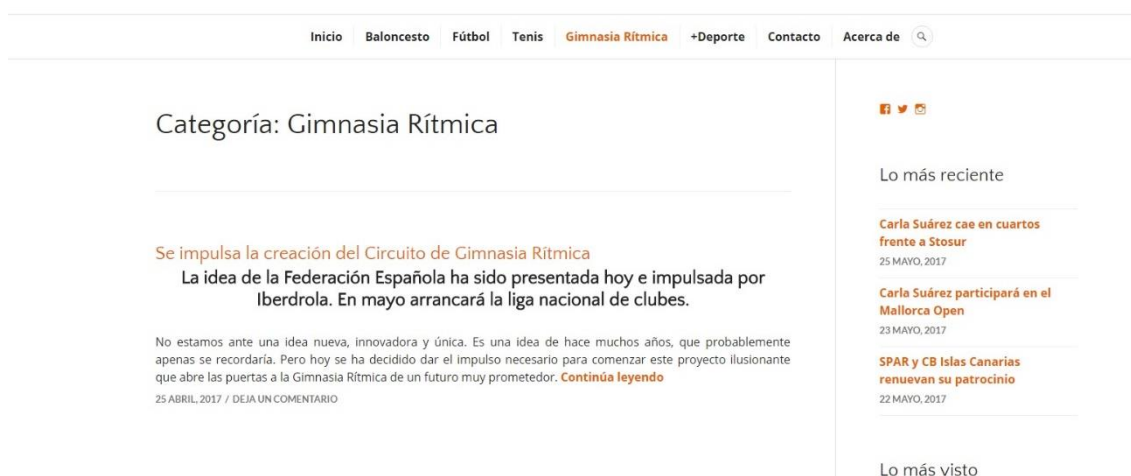 Inicio Baloncesto Fútbol Tenis Gimnasia Rítmica +Deporte Contacto Acerca de
Categoría: Gimnasia Rítmica
Se impulsa la creación del Circuito de Gimnasia Rítmica
La idea de la Federación Española ha sido presentada hoy e impulsada por
Iberdrola. En mayo arrancará la liga nacional de clubes.
No estamos ante una idea nueva, innovadora y única. Es una idea de hace muchos años, que probablemente
apenas se recordaría. Pero hoy se ha decidido dar el impulso necesario para comenzar este proyecto ilusionante
que abre las puertas a la Gimnasia Rítmica de un futuro muy prometedor. Continúa leyendo
25 ABRIL, 2017 / DEJA UN COMENTARIO
Lo más reciente
Carla Suárez cae en cuartos
frente a Stosur
25 MAYO, 2017
Carla Suárez participará en el
Mallorca Open
23 MAYO, 2017
SPAR y CB Islas Canarias
renuevan su patrocinio
22 MAYO, 2017
Lo más visto